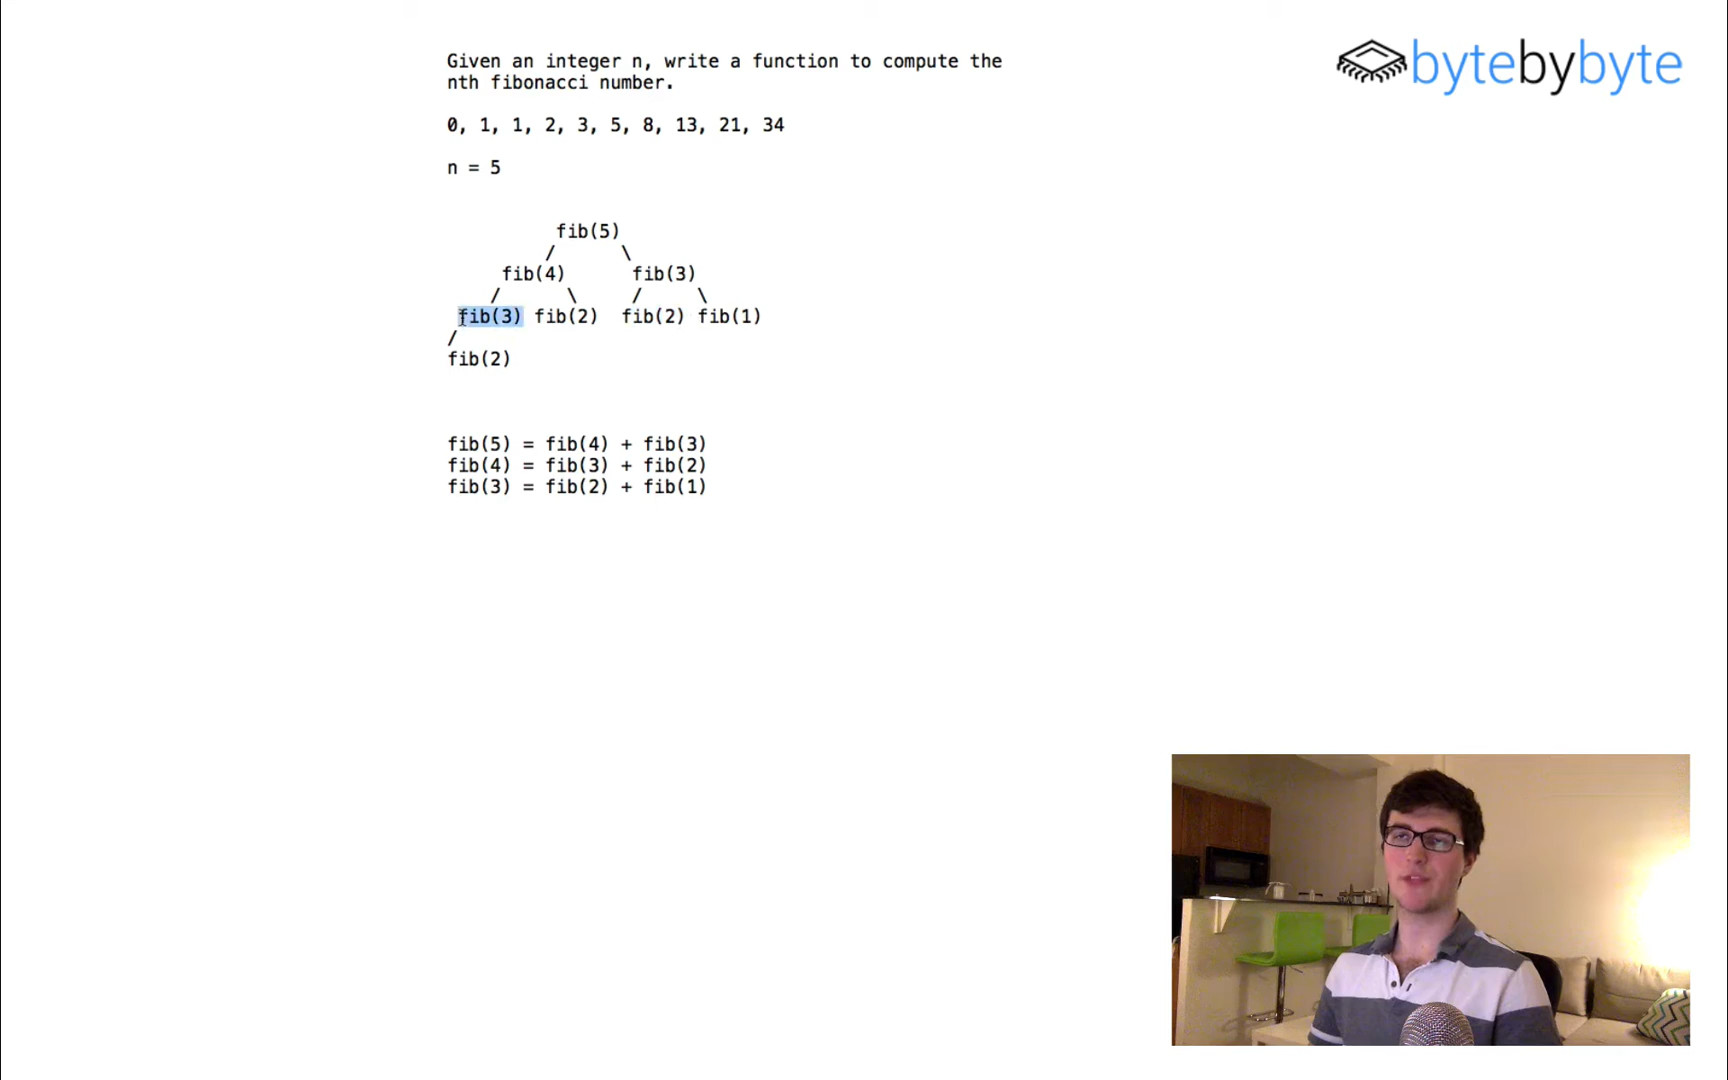 Given an integer n, write a function to compute the
nth fibonacci number.
bytebybyte
0, 1, 1, 2, 3, 5, 8, 13, 21, 34
n = 5
fib(5)
/ \
fib(4) fib(3)
/ \ / \
fib(3) fib(2) fib(2) fib(1)
/
fib(2)
fib(5) = fib(4) + fib(3)
fib(4) = fib(3) + fib(2)
fib(3) = fib(2) + fib(1)